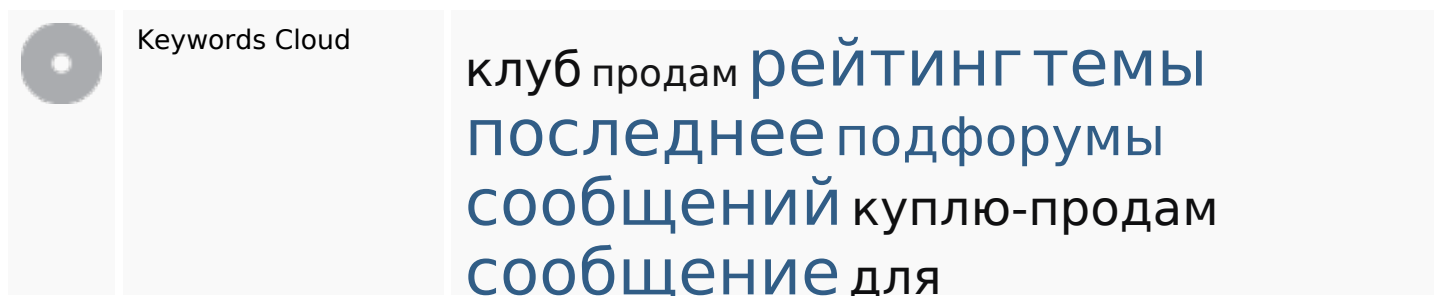 Keywords Cloud
клуб продам рейтинг темы
последнее подфорумы
сообщений куплю-продам
сообщение для